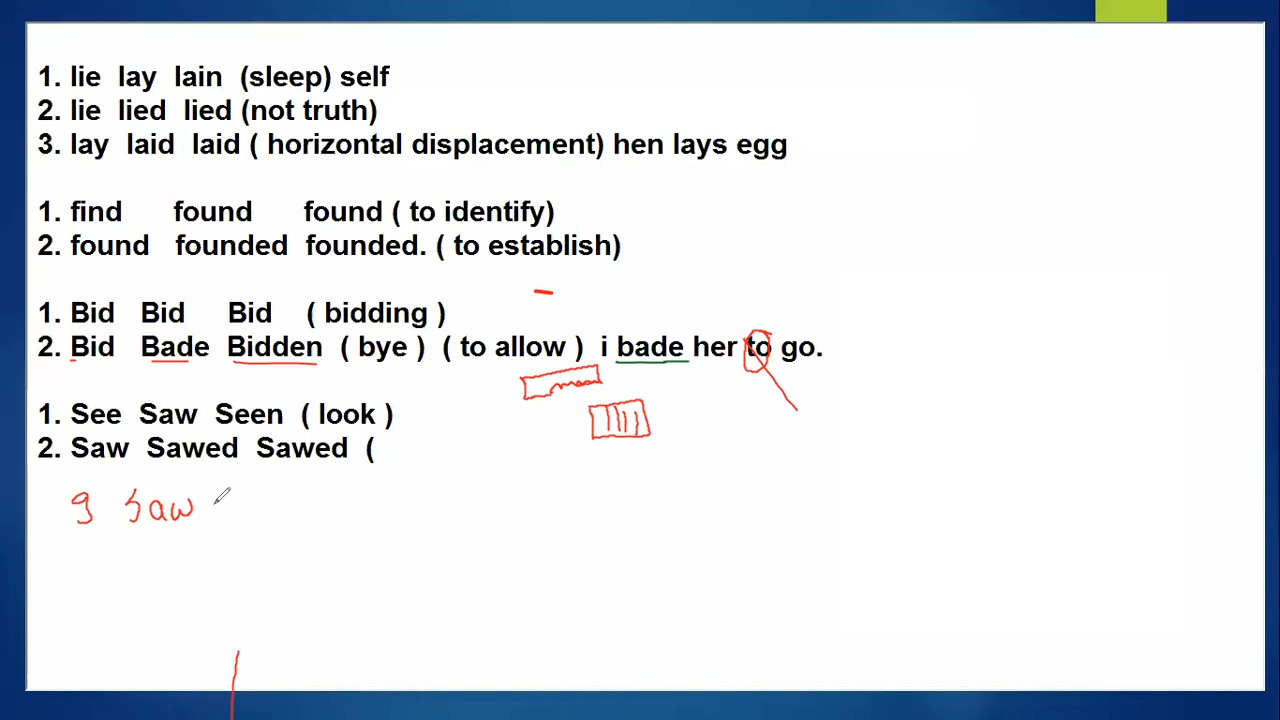 1. lie lay lain (sleep) self
2. lie lied lied (not truth)
3. lay laid laid ( horizontal displacement) hen lays egg
1. find found found ( to identify)
2. found founded founded. ( to establish)
1. Bid Bid Bid ( bidding )
2. Bid Bade Bidden ( bye ) ( to allow ) i bade her to go.
1. See Saw Seen ( look )
2. Saw Sawed Sawed (
I saw